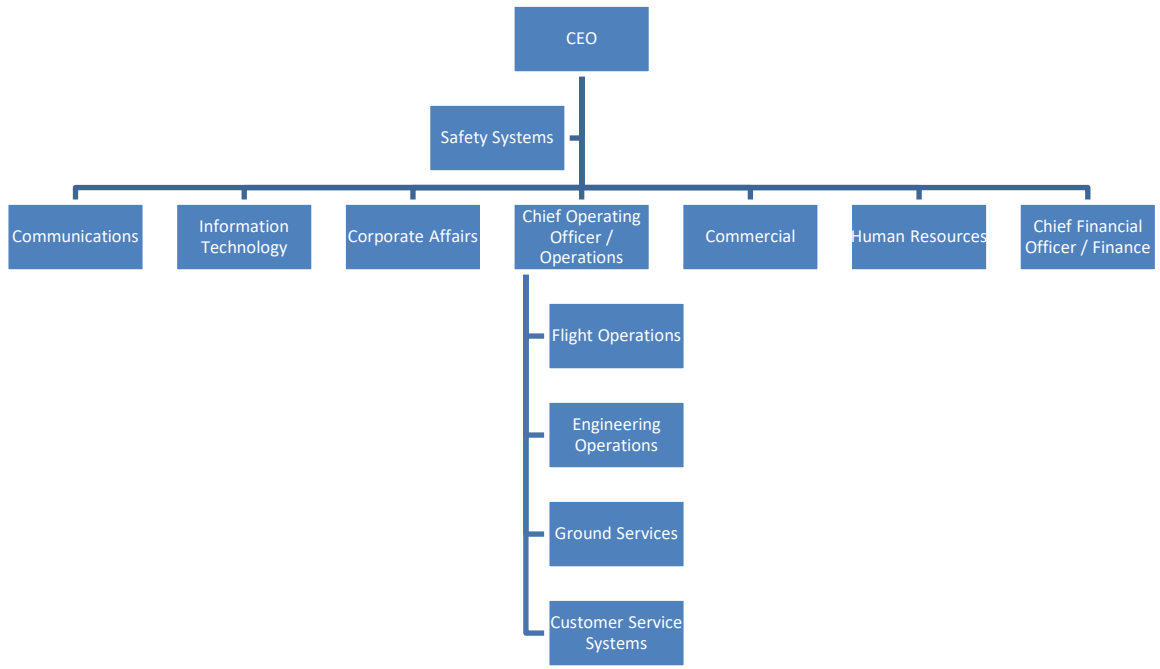 CEO
Safety Systems
Communications
Information
Technology
Corporate Affairs
Chief Operating
Officer /
Operations
Commercial
Human Resources
Chief Financial
Officer / Finance
Flight Operations
Engineering
Operations
Ground Services
Customer Service
Systems